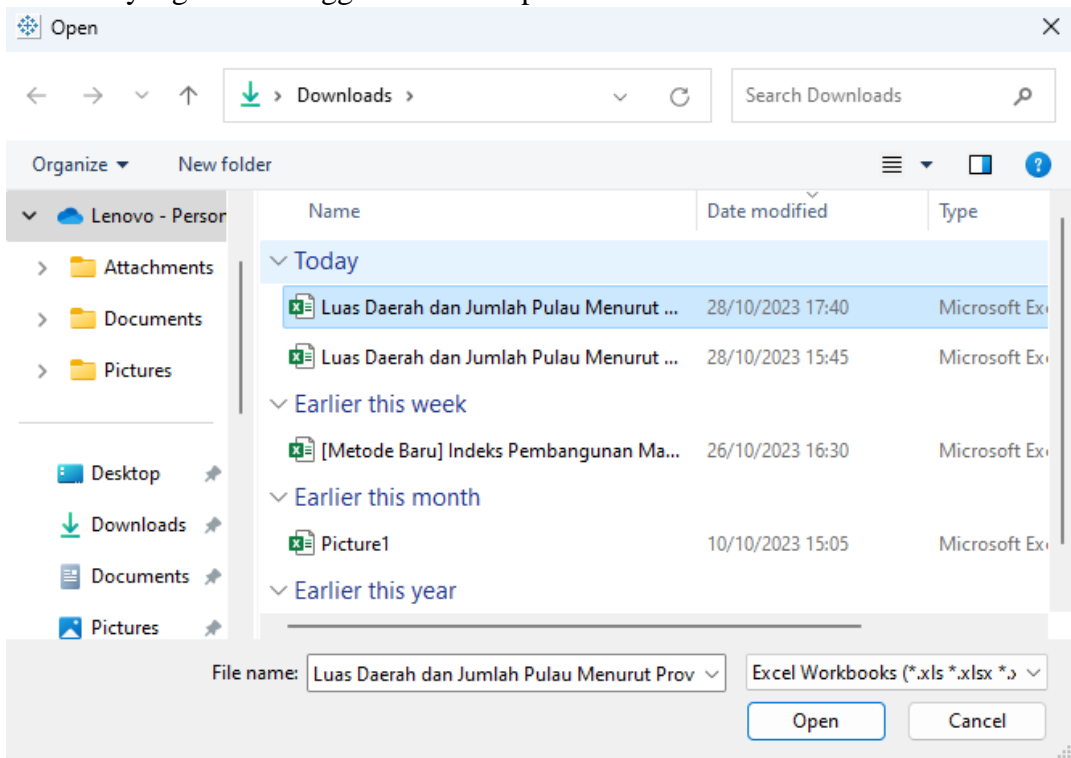 Open
Downloads
Search Downloads
Organize
New folder
Lenovo - Person
Attachments
Documents
Pictures
Desktop
Downloads
Documents
Pictures
Name Date modified Type
Today
Luas Daerah dan Jumlah Pulau Menurut ... 28/10/2023 17:40 Microsoft Ex
Luas Daerah dan Jumlah Pulau Menurut ... 28/10/2023 15:45 Microsoft Ex
Earlier this week
[Metode Baru] Indeks Pembangunan Ma... 26/10/2023 16:30 Microsoft Ex
Earlier this month
Picture1 10/10/2023 15:05 Microsoft Ex
Earlier this year
File name: Luas Daerah dan Jumlah Pulau Menurut Prov Excel Workbooks (*.xls *.xlsx *.x
Open Cancel